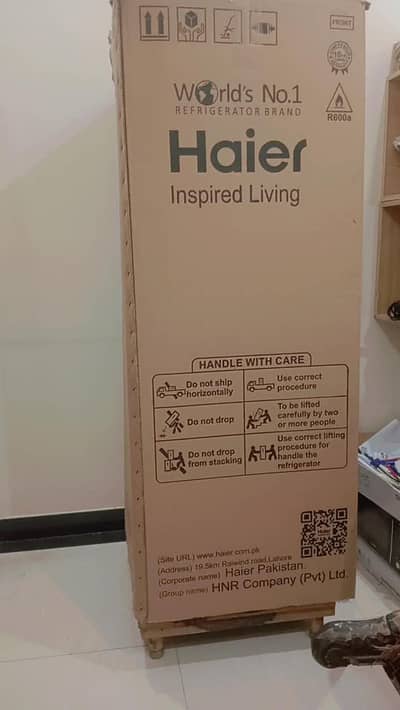 FRONT
World's No.1
REFRIGERATOR BRAND
R600a
Haier
Inspired Living
HANDLE WITH CARE
Do not ship horizontally
Use correct procedure
Do not drop
To be lifted carefully by two or more people
Do not drop from stacking
Use correct lifting procedure for handle the refrigerator
(Site URL) www.haier.com.pk
(Address) 19.5km Raiwind road,Lahore
(Corporate name) Haier Pakistan.
(Group name) HNR Company (Pvt) Ltd.